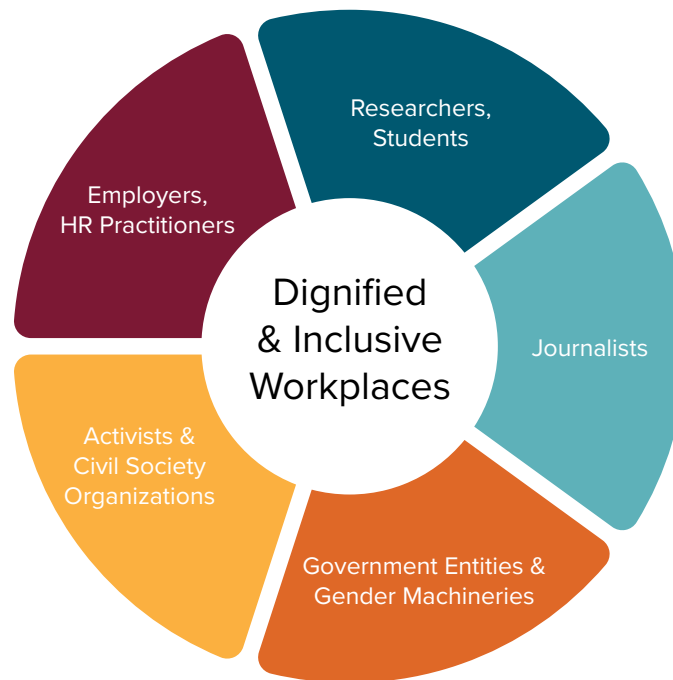 Researchers,
Students
Employers,
HR Practitioners
Dignified
& Inclusive
Workplaces
Journalists
Activists &
Civil Society
Organizations
Government Entities &
Gender Machineries